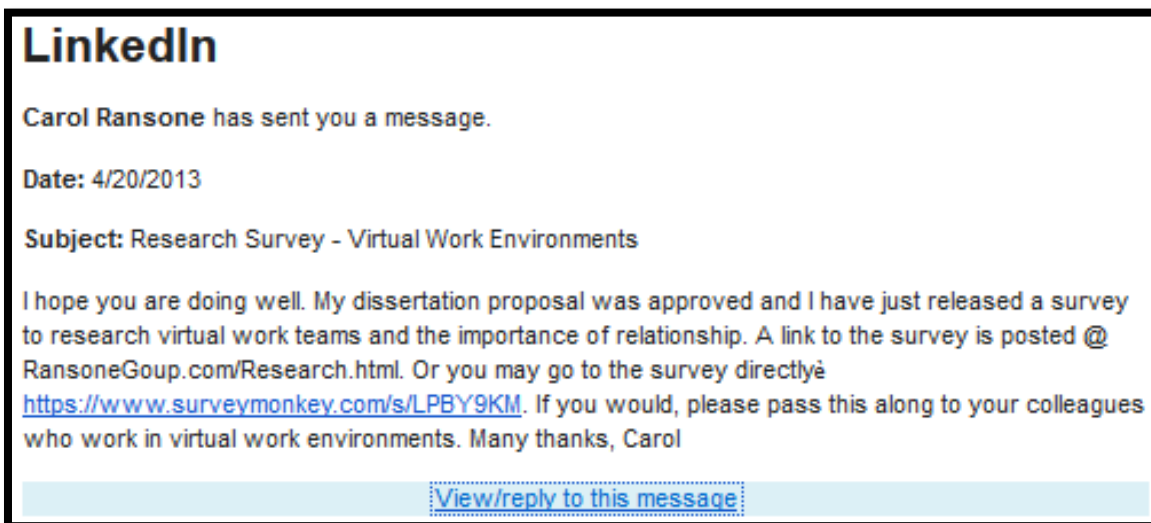 LinkedIn
Carol Ransone has sent you a message.
Date: 4/20/2013
Subject: Research Survey - Virtual Work Environments
I hope you are doing well. My dissertation proposal was approved and I have just released a survey
to research virtual work teams and the importance of relationship. A link to the survey is posted @
RansoneGoup.com/Research.html. Or you may go to the survey directlyè
https://www.surveymonkey.com/s/LPBY9KM. If you would, please pass this along to your colleagues
who work in virtual work environments. Many thanks, Carol
View/reply to this message